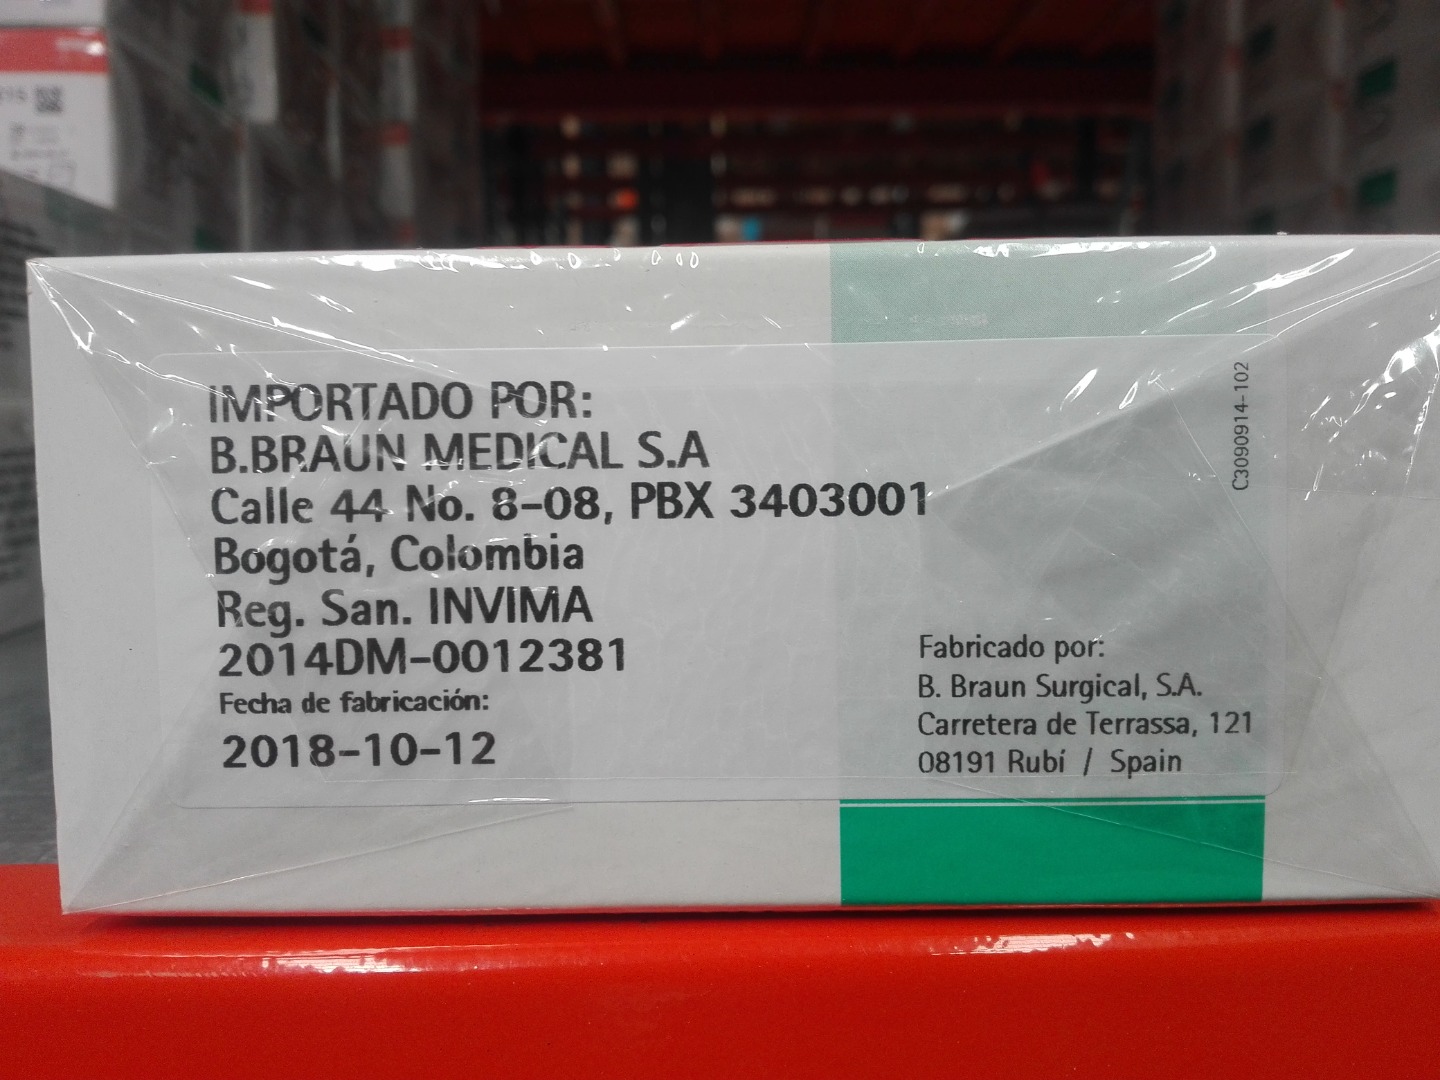 IMPORTADO POR:
B.BRAUN MEDICAL S.A
Calle 44 No. 8-08, PBX 3403001
Bogotá, Colombia
Reg. San. INVIMA
2014DM-0012381
Fecha de fabricación:
2018-10-12
C3090914-102
Fabricado por:
B. Braun Surgical, S.A.
Carretera de Terrassa, 121
08191 Rubí / Spain